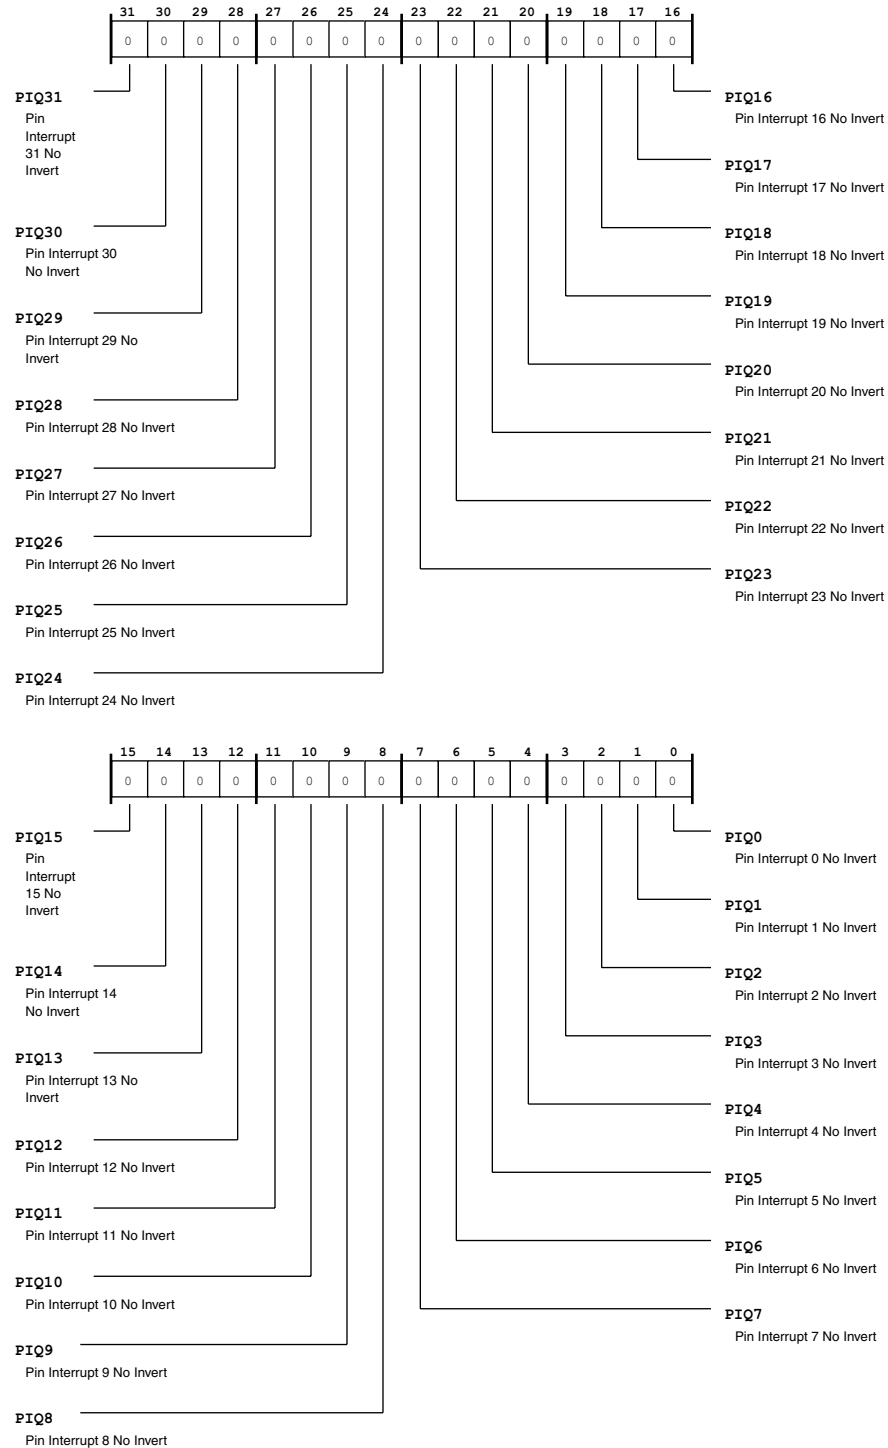 31 30 29 28 27 26 25 24 23 22 21 20 19 18 17 16
0 0 0 0 0 0 0 0 0 0 0 0 0 0 0 0
PIQ31
Pin
Interrupt
31 No
Invert
PIQ30
Pin Interrupt 30
No Invert
PIQ29
Pin Interrupt 29 No
Invert
PIQ28
Pin Interrupt 28 No Invert
PIQ27
Pin Interrupt 27 No Invert
PIQ26
Pin Interrupt 26 No Invert
PIQ25
Pin Interrupt 25 No Invert
PIQ24
Pin Interrupt 24 No Invert
PIQ16
Pin Interrupt 16 No Invert
PIQ17
Pin Interrupt 17 No Invert
PIQ18
Pin Interrupt 18 No Invert
PIQ19
Pin Interrupt 19 No Invert
PIQ20
Pin Interrupt 20 No Invert
PIQ21
Pin Interrupt 21 No Invert
PIQ22
Pin Interrupt 22 No Invert
PIQ23
Pin Interrupt 23 No Invert
15 14 13 12 11 10 9 8 7 6 5 4 3 2 1 0
0 0 0 0 0 0 0 0 0 0 0 0 0 0 0 0
PIQ15
Pin
Interrupt
15 No
Invert
PIQ14
Pin Interrupt 14
No Invert
PIQ13
Pin Interrupt 13 No
Invert
PIQ12
Pin Interrupt 12 No Invert
PIQ11
Pin Interrupt 11 No Invert
PIQ10
Pin Interrupt 10 No Invert
PIQ9
Pin Interrupt 9 No Invert
PIQ8
Pin Interrupt 8 No Invert
PIQ0
Pin Interrupt 0 No Invert
PIQ1
Pin Interrupt 1 No Invert
PIQ2
Pin Interrupt 2 No Invert
PIQ3
Pin Interrupt 3 No Invert
PIQ4
Pin Interrupt 4 No Invert
PIQ5
Pin Interrupt 5 No Invert
PIQ6
Pin Interrupt 6 No Invert
PIQ7
Pin Interrupt 7 No Invert